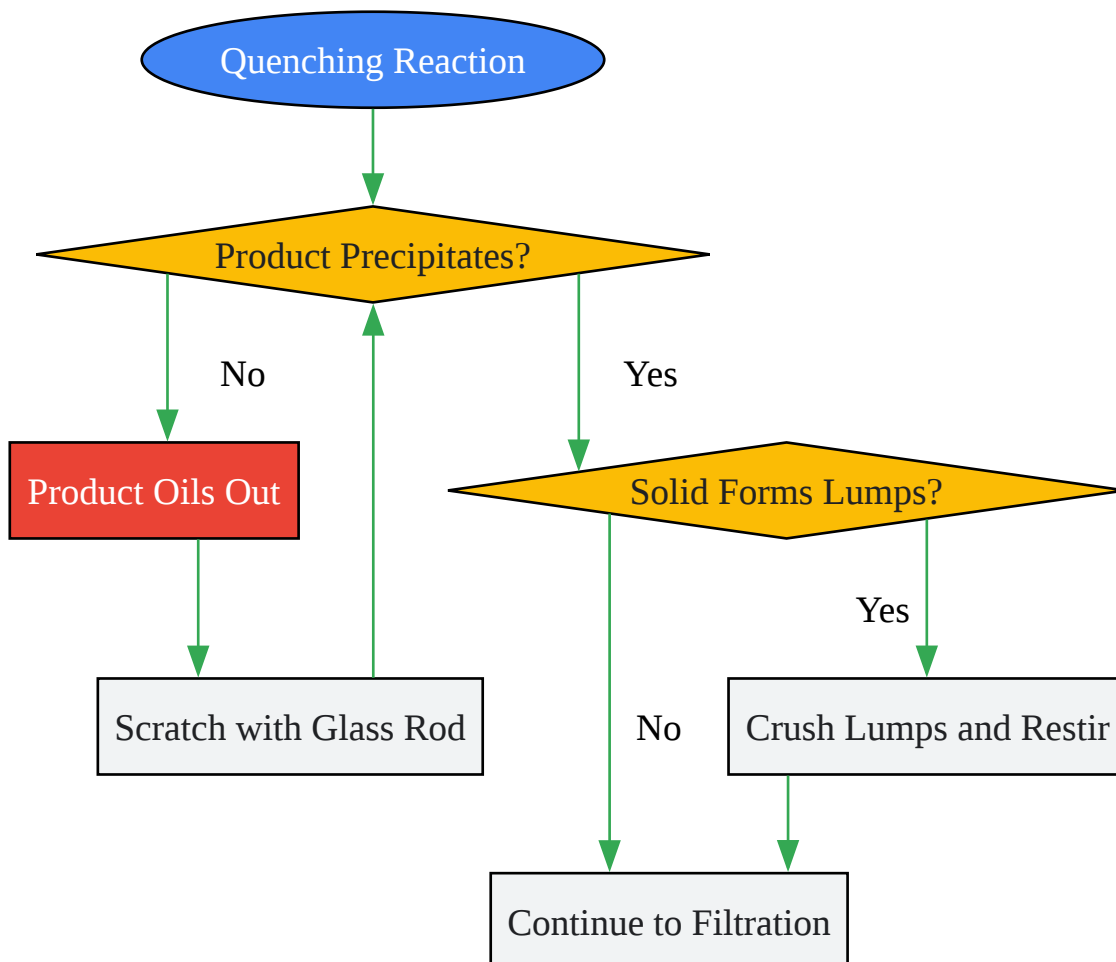 Quenching Reaction
Product Precipitates?
No
Yes
Product Oils Out
Solid Forms Lumps?
Yes
Scratch with Glass Rod
No
Crush Lumps and Restir
Continue to Filtration